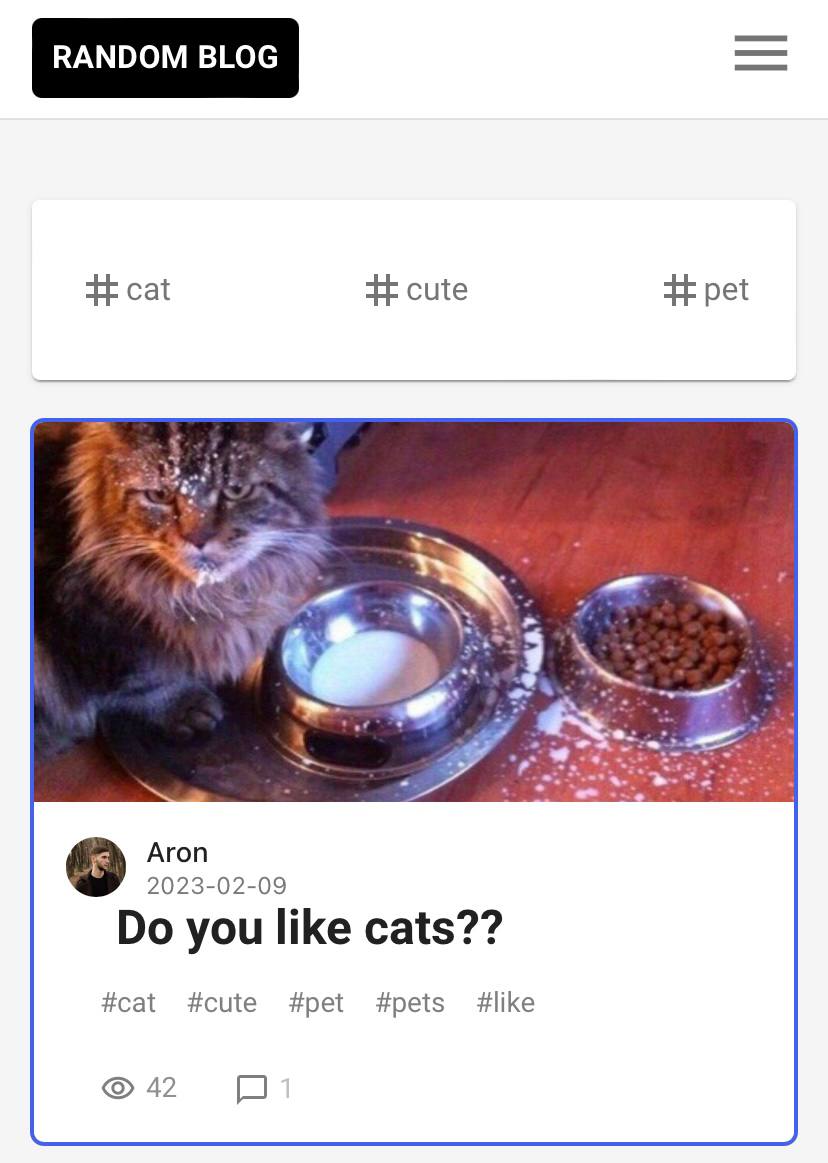 RANDOM BLOG
# cat # cute # pet
Aron
2023-02-09
Do you like cats??
#cat #cute #pet #pets #like
42 1